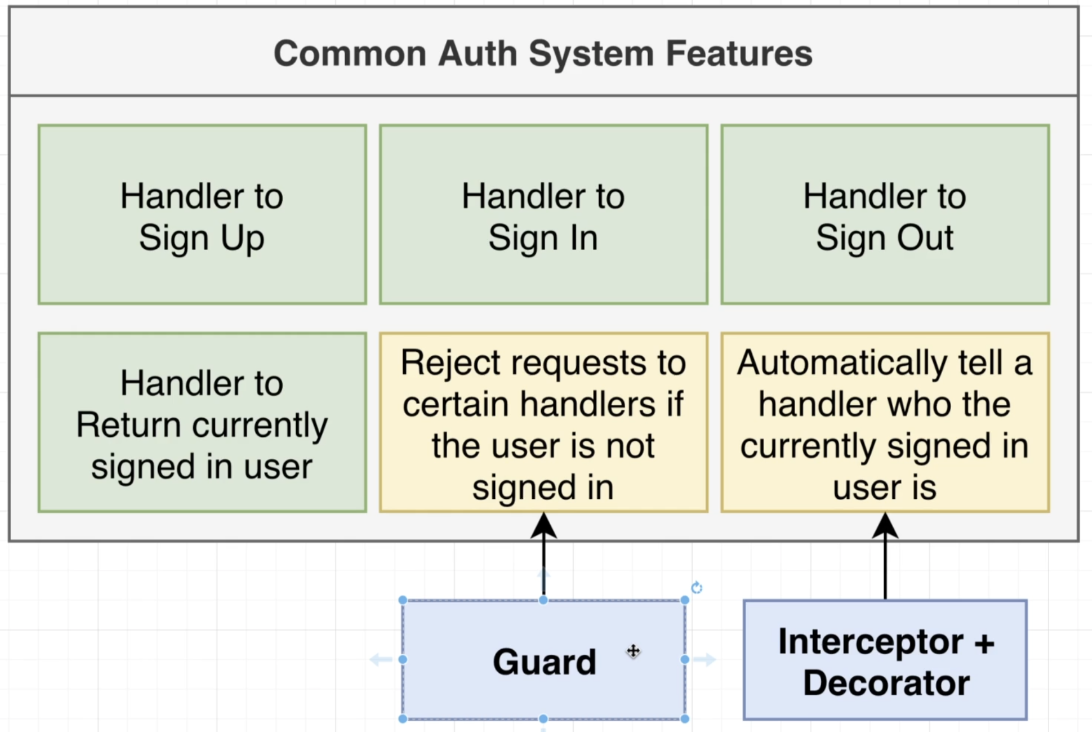 Common Auth System Features
Handler to
Sign Up
Handler to
Sign In
Handler to
Sign Out
Handler to
Return currently
signed in user
Reject requests to
certain handlers if
the user is not
signed in
Automatically tell a
handler who the
currently signed in
user is
Guard
Interceptor +
Decorator